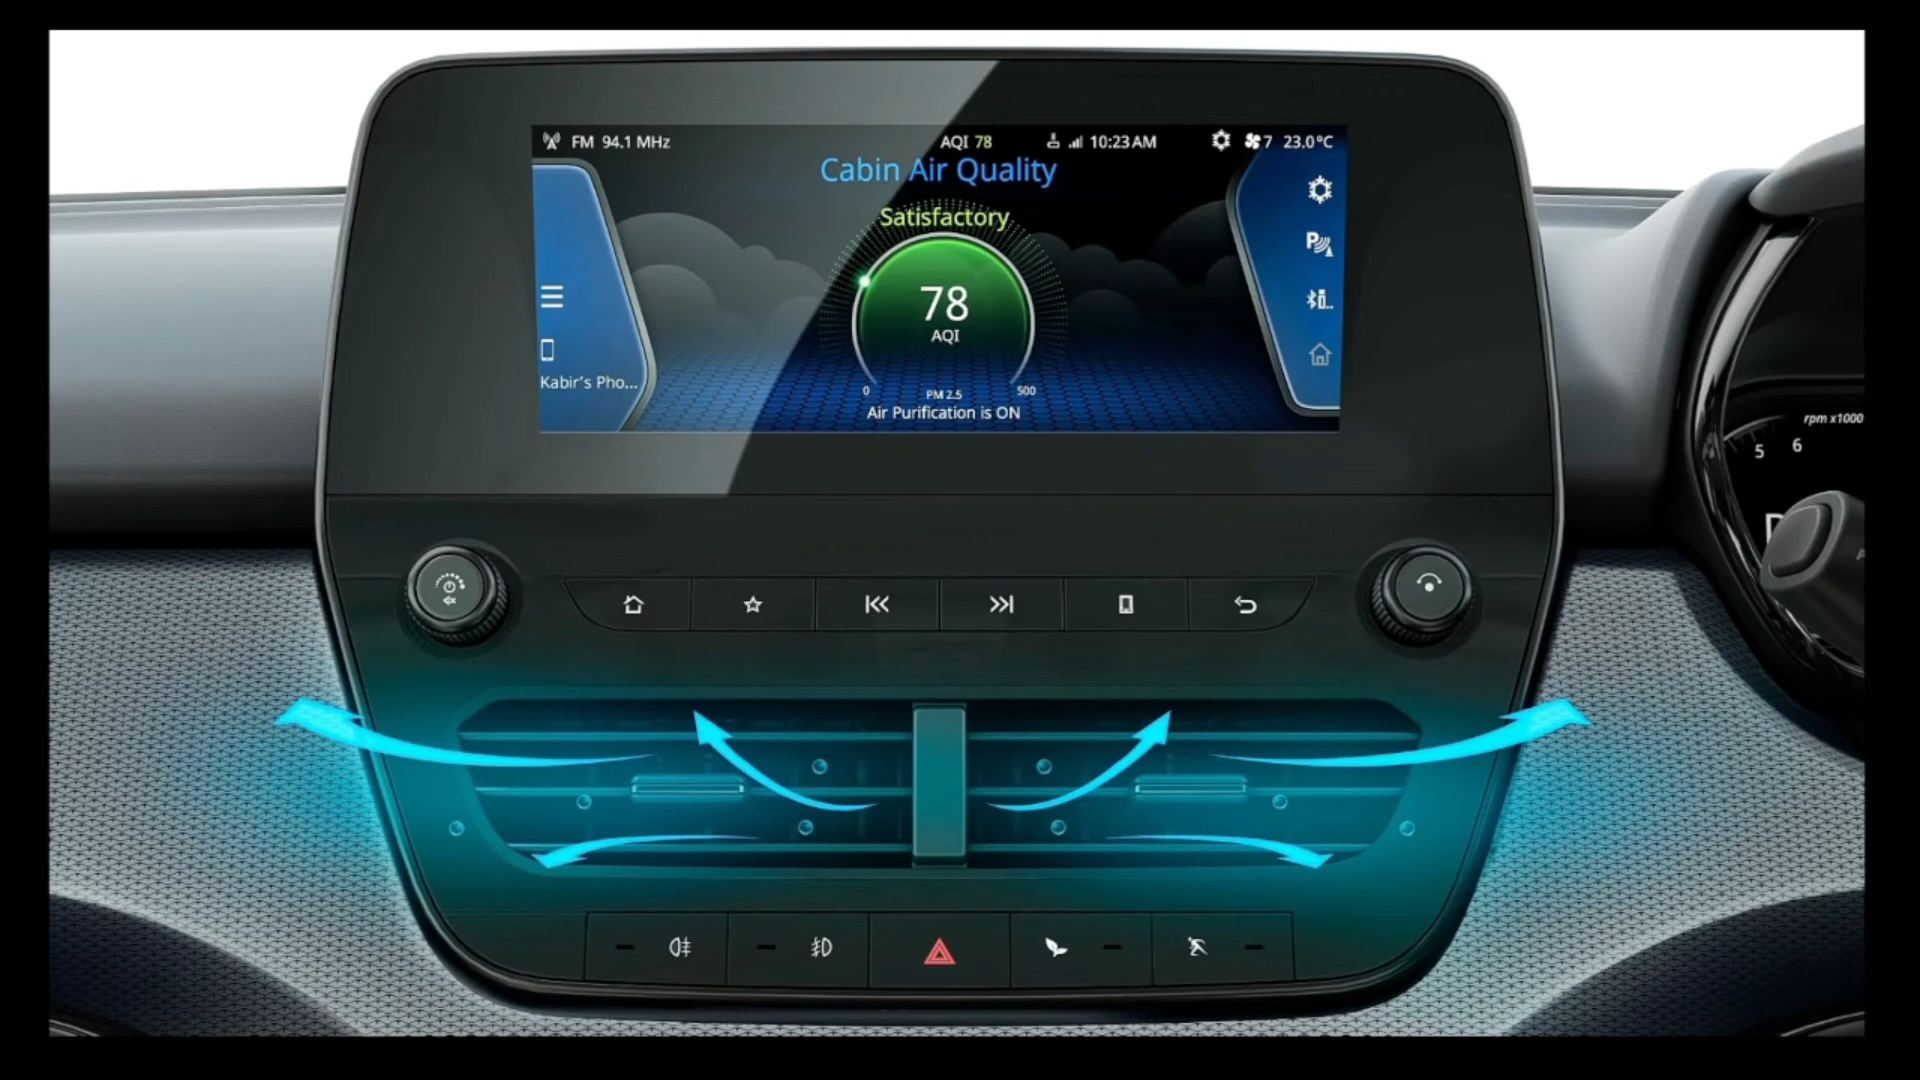 FM 94.1 MHz
AQI 78
10:23 AM
7 23.0°C
Cabin Air Quality
Satisfactory
78
AQI
0
PM 2.5
500
Air Purification is ON
Kabir's Pho...
P
rpm x1000
5
6